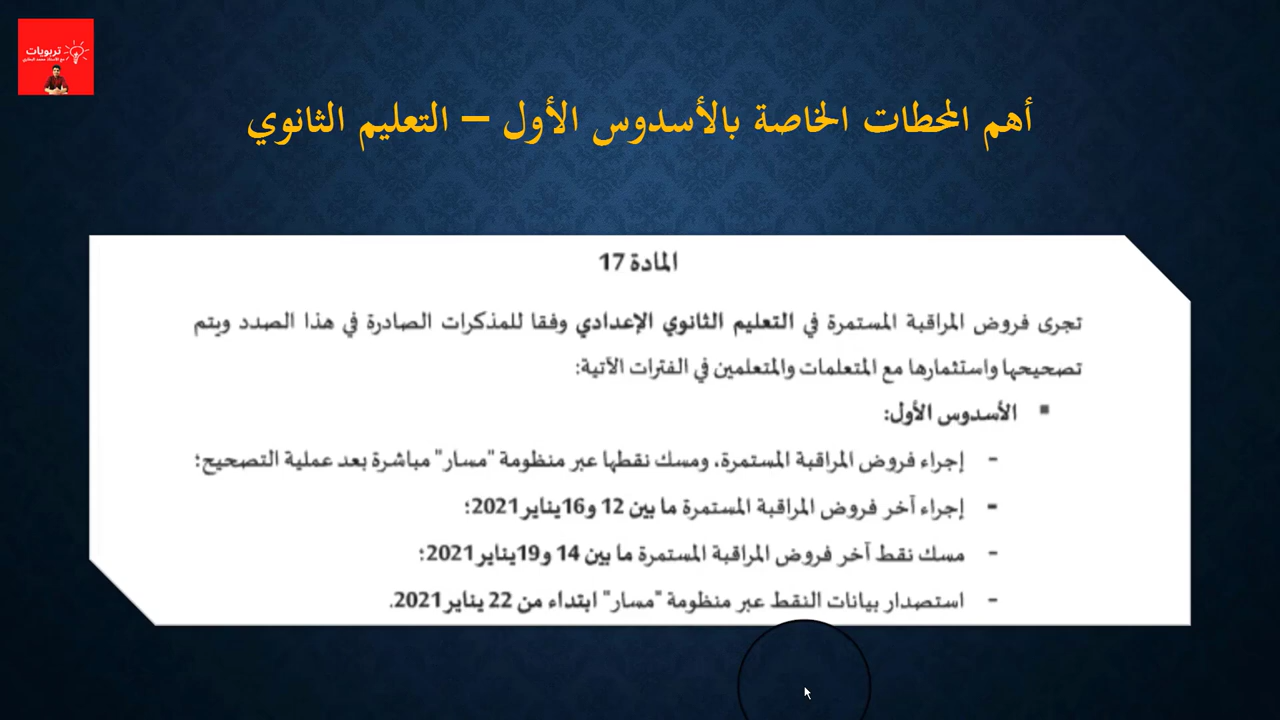 تربويات
أهم المحطات الخاصة بالأسدوس الأول – التعليم الثانوي
المادة 17
تجرى فروض المراقبة المستمرة في التعليم الثانوي الإعدادي وفقا للمذكرات الصادرة في هذا الصدد ويتم
تصحيحها واستثمارها مع المتعلمات والمتعلمين في الفترات الآتية:
▪ الأسدوس الأول:
- إجراء فروض المراقبة المستمرة، ومسك نقطها عبر منظومة "مسار" مباشرة بعد عملية التصحيح؛
- إجراء آخر فروض المراقبة المستمرة ما بين 12 و16يناير 2021؛
- مسك نقط آخر فروض المراقبة المستمرة ما بين 14 و19يناير 2021؛
- استصدار بيانات النقط عبر منظومة "مسار" ابتداء من 22 يناير 2021.